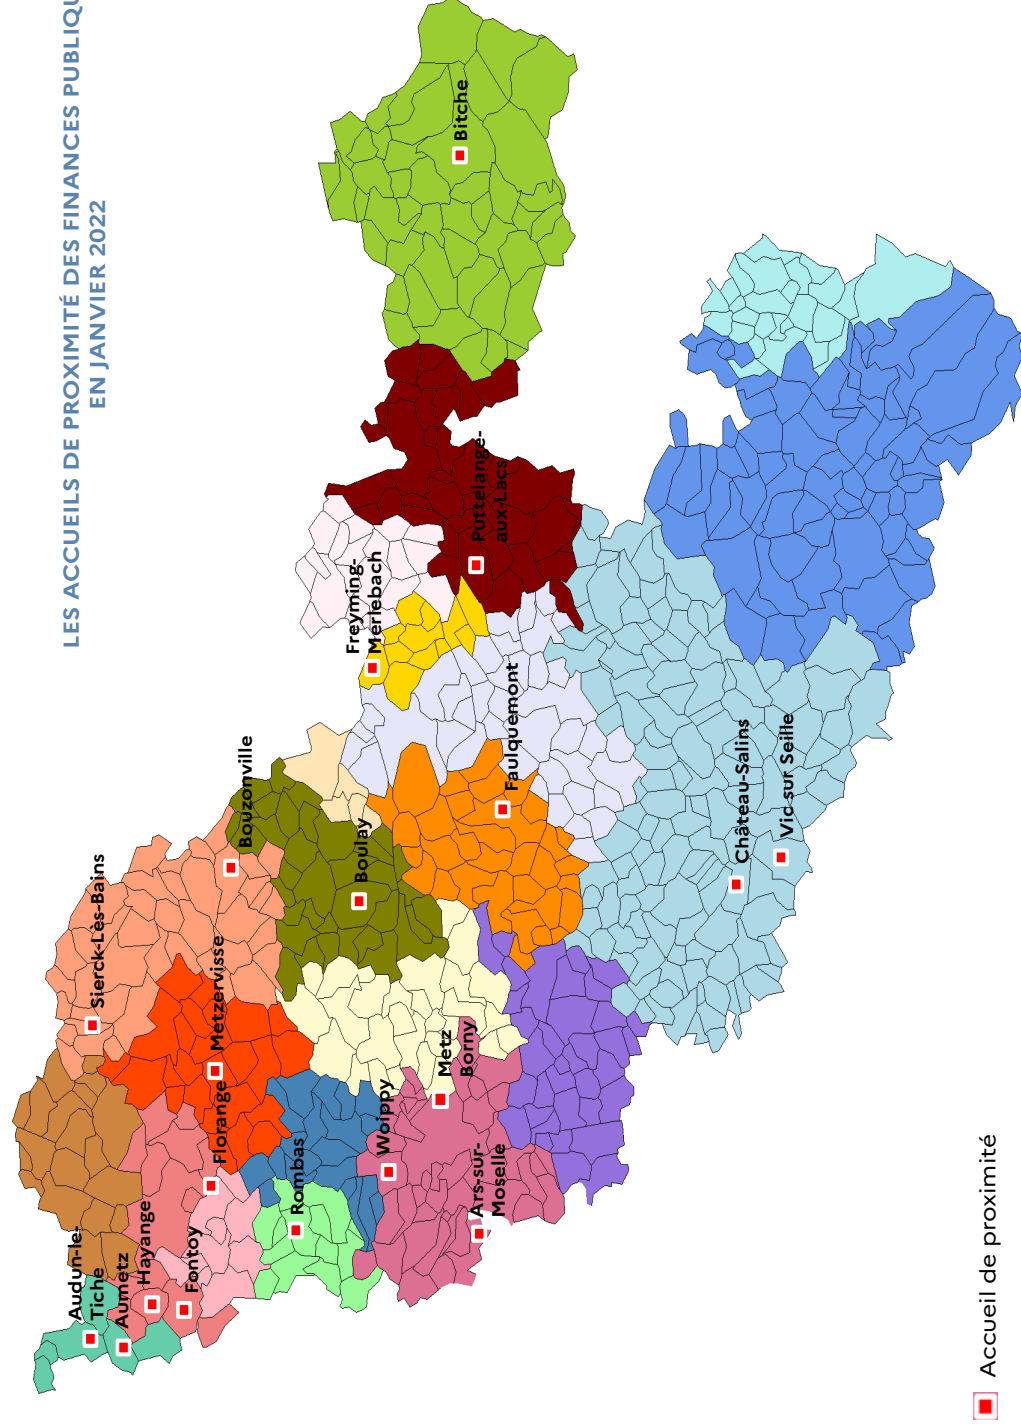 LES ACCUEILS DE PROXIMITÉ DES FINANCES
EN JANVIER 2022
Bitche
Puttelange-
aux-Lacs
Freyming-
Merlebach
Faulquemont
Château-Salins
Vic sur Seille
Bouzonville
Boulay
Sierck-Lès-Bains
Metzervisse
Florange
Metz
Borny
Woippy
Rombas
Ars-sur-
Moselle
Audun-le-
Tiche
Aumetz
Hayange
Fontoy
Accueil de proximité